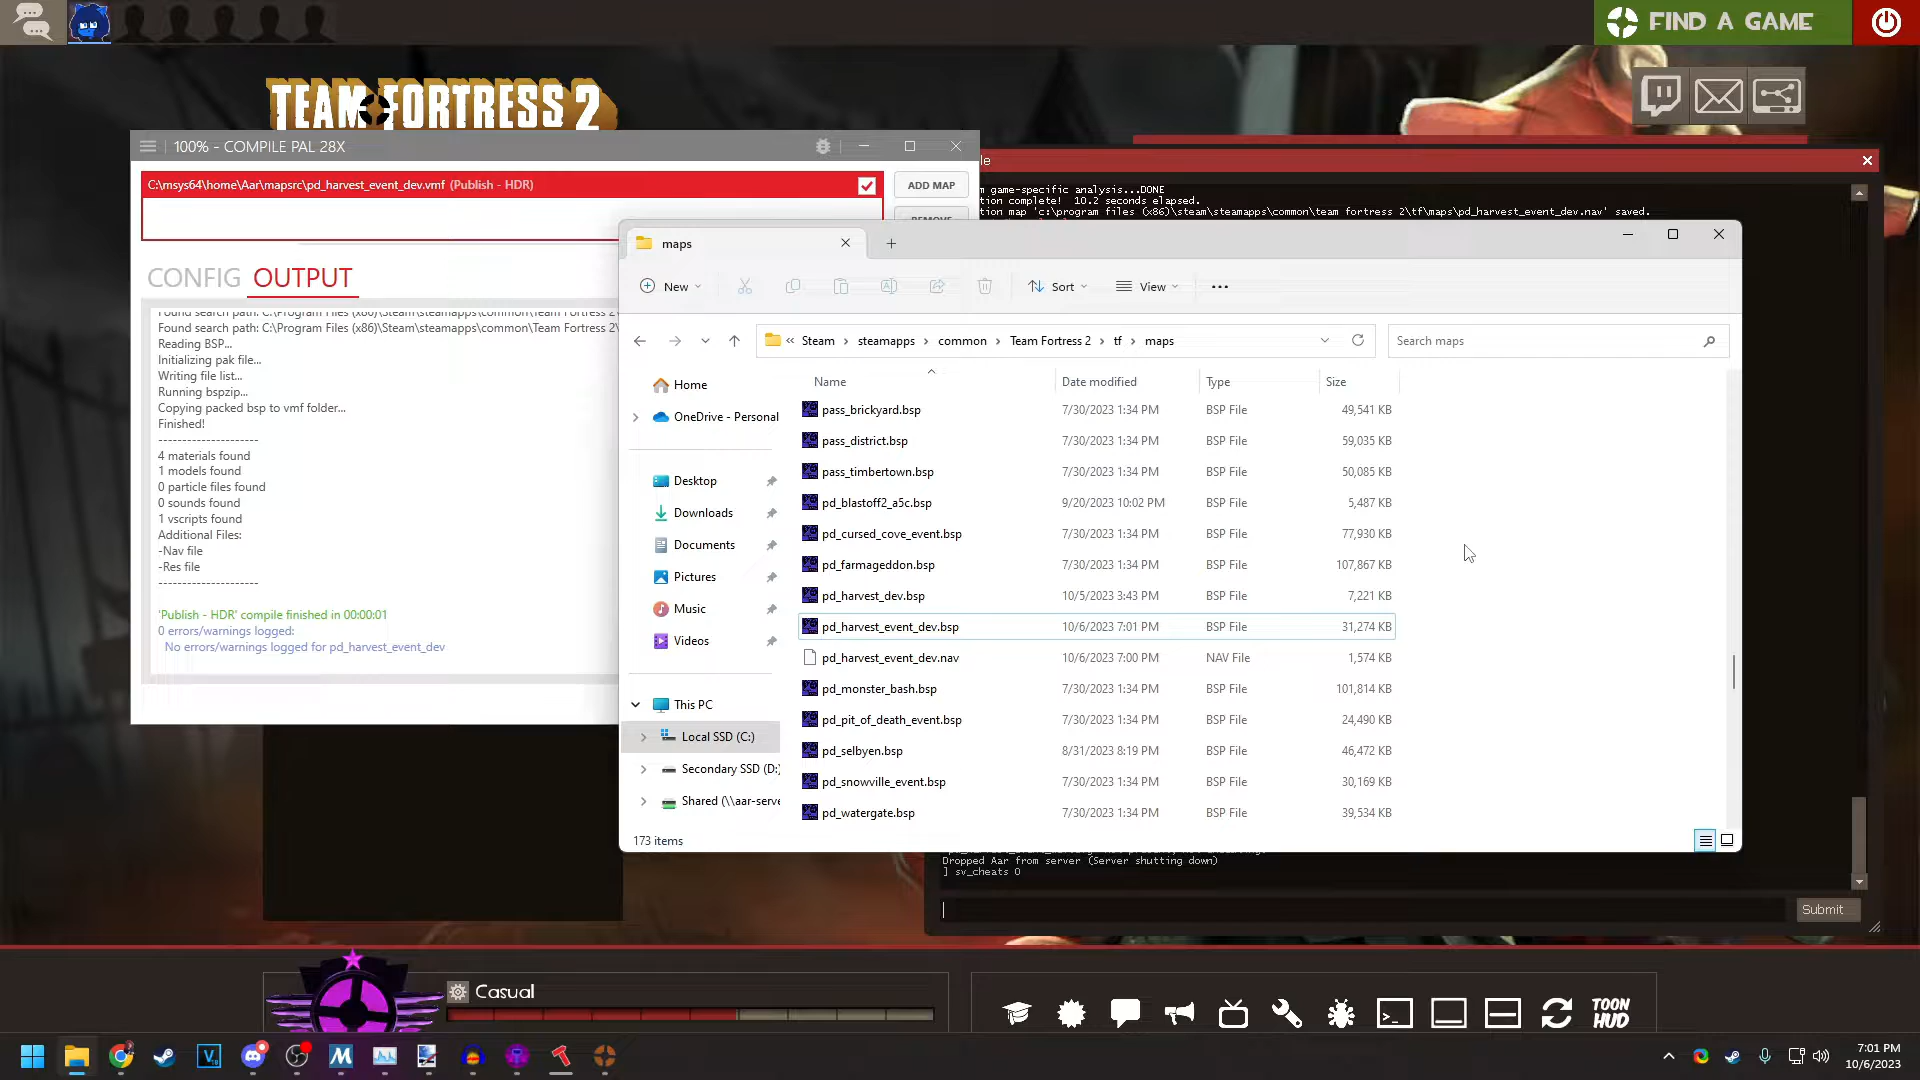 FIND A GAME
TEAM FORTRESS 2
100% - COMPILE PAL 28X
C:\msys64\home\Aar\mapsrc\pd_harvest_event_dev.vmf (Publish - HDR)
ADD MAP
CONFIG OUTPUT
Found search path: C:\Program Files (x86)\Steam\steamapps\common\Team Fortress 2\
Reading BSP...
Initializing pak file...
Writing file list...
Running bspzip...
Copying packed bsp to vmf folder...
Finished!
---------------------
4 materials found
1 models found
0 particle files found
0 sounds found
1 vscripts found
Additional Files:
-Nav file
-Res file
---------------------
'Publish - HDR' compile finished in 00:00:01
0 errors/warnings logged:
No errors/warnings logged for pd_harvest_event_dev
game-specific analysis...DONE
tion complete!  10.2 seconds elapsed.
tion map 'c:\program files (x86)\steam\steamapps\common\team fortress 2\tf\maps\pd_harvest_event_dev.nav' saved.
maps
New
Sort
View
« Steam > steamapps > common > Team Fortress 2 > tf > maps
Search maps
Home
OneDrive - Personal
Desktop
Downloads
Documents
Pictures
Music
Videos
This PC
Local SSD (C:)
Secondary SSD (D:)
Shared (\\aar-serve
Name Date modified Type Size
pass_brickyard.bsp 7/30/2023 1:34 PM BSP File 49,541 KB
pass_district.bsp 7/30/2023 1:34 PM BSP File 59,035 KB
pass_timbertown.bsp 7/30/2023 1:34 PM BSP File 50,085 KB
pd_blastoff2_a5c.bsp 9/20/2023 10:02 PM BSP File 5,487 KB
pd_cursed_cove_event.bsp 7/30/2023 1:34 PM BSP File 77,930 KB
pd_farmageddon.bsp 7/30/2023 1:34 PM BSP File 107,867 KB
pd_harvest_dev.bsp 10/5/2023 3:43 PM BSP File 7,221 KB
pd_harvest_event_dev.bsp 10/6/2023 7:01 PM BSP File 31,274 KB
pd_harvest_event_dev.nav 10/6/2023 7:00 PM NAV File 1,574 KB
pd_monster_bash.bsp 7/30/2023 1:34 PM BSP File 101,814 KB
pd_pit_of_death_event.bsp 7/30/2023 1:34 PM BSP File 24,490 KB
pd_selbyen.bsp 8/31/2023 8:19 PM BSP File 46,472 KB
pd_snowville_event.bsp 7/30/2023 1:34 PM BSP File 30,169 KB
pd_watergate.bsp 7/30/2023 1:34 PM BSP File 39,534 KB
173 items
Dropped Aar from server (Server shutting down)
] sv_cheats 0
Submit
Casual
TOON
HUD
7:01 PM
10/6/2023